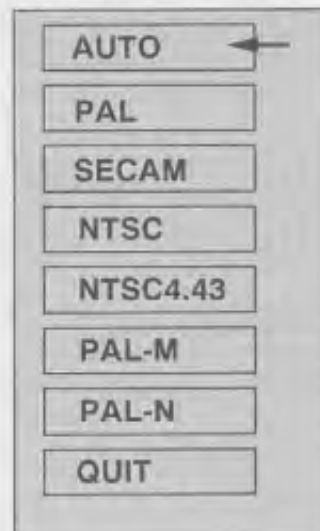 AUTO
PAL
SECAM
NTSC
NTSC4.43
PAL-M
PAL-N
QUIT